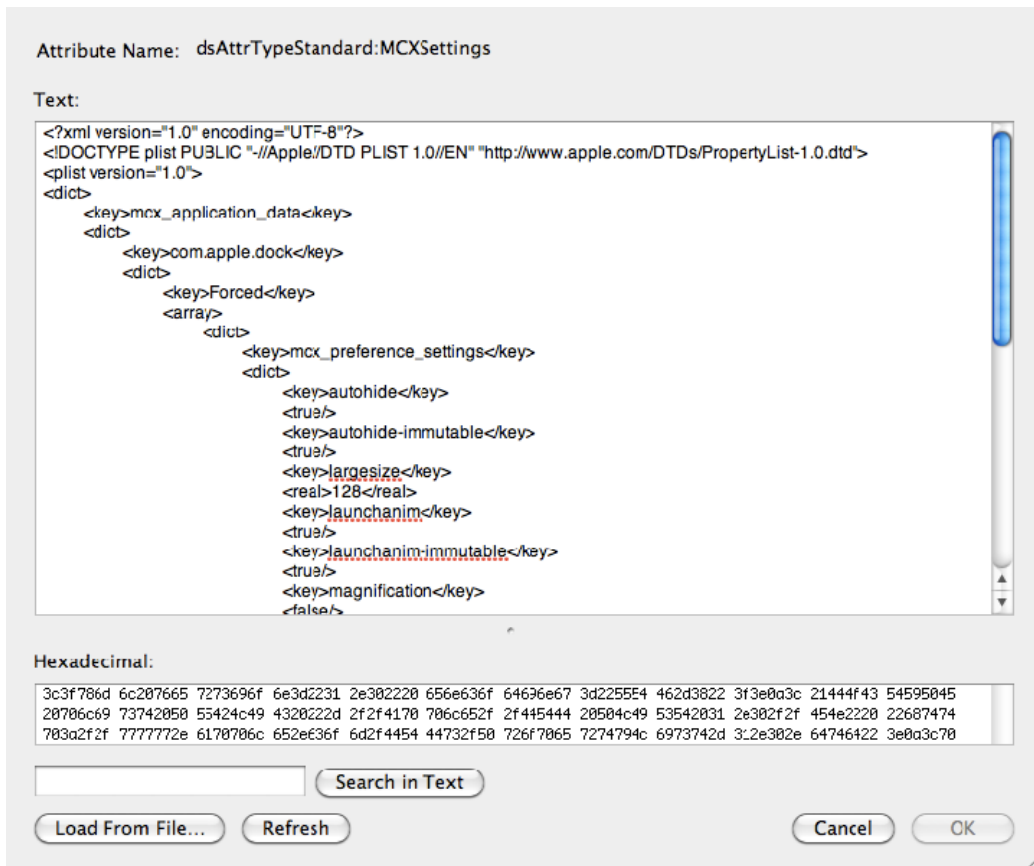 Attribute Name: dsAttrTypeStandard:MCXSettings
Text:
<?xml version="1.0" encoding="UTF-8"?>
<!DOCTYPE plist PUBLIC "-//Apple//DTD PLIST 1.0//EN" "http://www.apple.com/DTDs/PropertyList-1.0.dtd">
<plist version="1.0">
<dict>
<key>mcx_application_data</key>
<dict>
<key>com.apple.dock</key>
<dict>
<key>Forced</key>
<array>
<dict>
<key>mcx_preference_settings</key>
<dict>
<key>autohide</key>
<true/>
<key>autohide-immutable</key>
<true/>
<key>largesize</key>
<real>128</real>
<key>launchanim</key>
<true/>
<key>launchanim-immutable</key>
<true/>
<key>magnification</key>
<false/>
Hexadecimal:
3c3f786d 6c207665 7273696f 6e3d2231 2e302220 656e636f 64696e67 3d225554 462d3822 3f3e0a3c 21444f43 54595045
20706c69 73742050 55424c49 4320222d 2f2f4170 706c652f 2f445444 20504c49 53542031 2e302f2f 454e2220 22687474
703a2f2f 7777772e 6170706c 652e636f 6d2f4454 44732f50 726f7065 7274794c 6973742d 312e302e 64746422 3e0a3c70
Search in Text
Load From File... Refresh Cancel OK